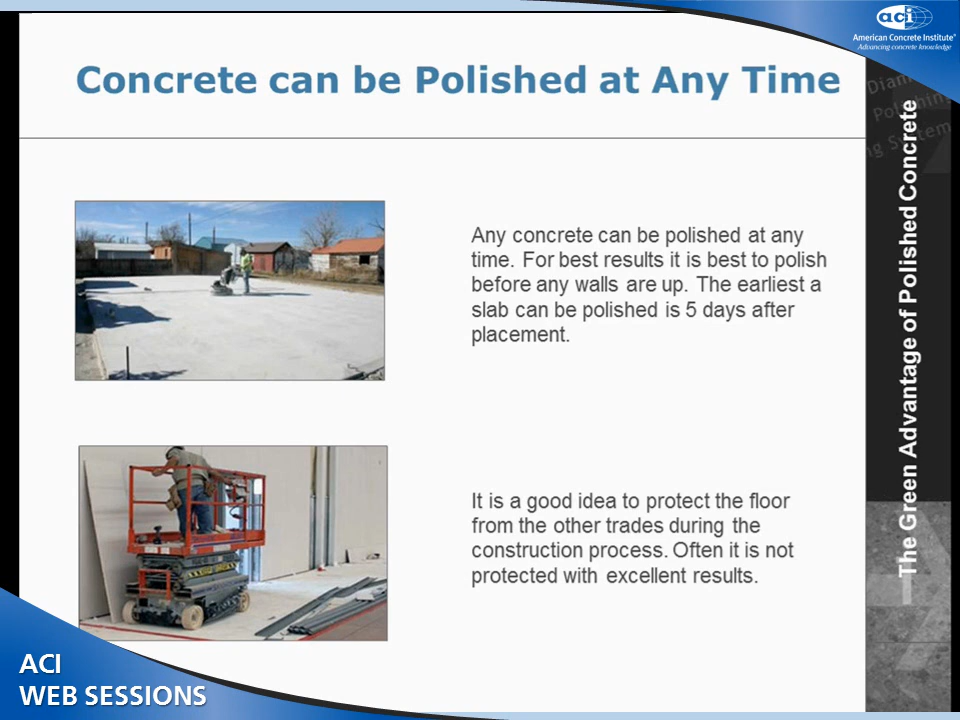 aci
American Concrete Institute®
Advancing concrete knowledge
Concrete can be Polished at Any Time
Any concrete can be polished at any
time. For best results it is best to polish
before any walls are up. The earliest a
slab can be polished is 5 days after
placement.
It is a good idea to protect the floor
from the other trades during the
construction process. Often it is not
protected with excellent results.
The Green Advantage of Polished Concrete
ACI
WEB SESSIONS